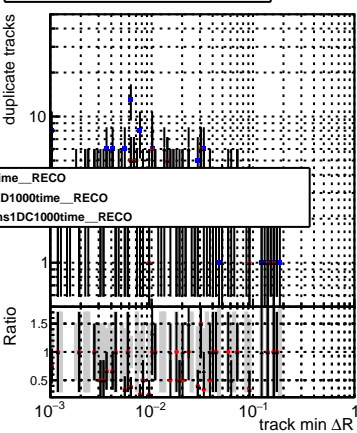 duplicate tracks
10
ime__RECO
D1000time__RECO
ns1DC1000time__RECO
1
Ratio
1.5
1
0.5
10−3 10−2 10−1 1
track min ΔR